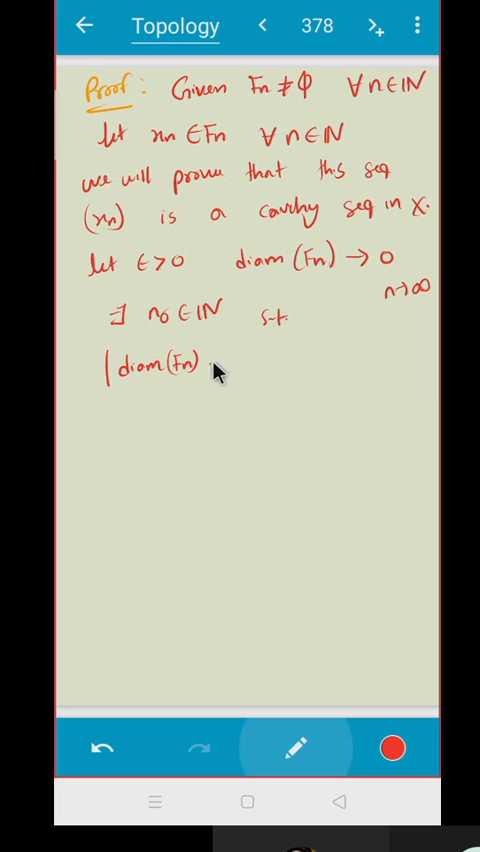 Topology 378
Proof : Given Fn ≠ ϕ ∀ n∈IN
let xn ∈ Fn ∀ n∈IN
we will prove that this seq
(xn) is a cauchy seq in X.
let ϵ>0 diam (Fn) → 0
n→∞
∃ n₀ ∈ IN s.t.
| diam(Fn)